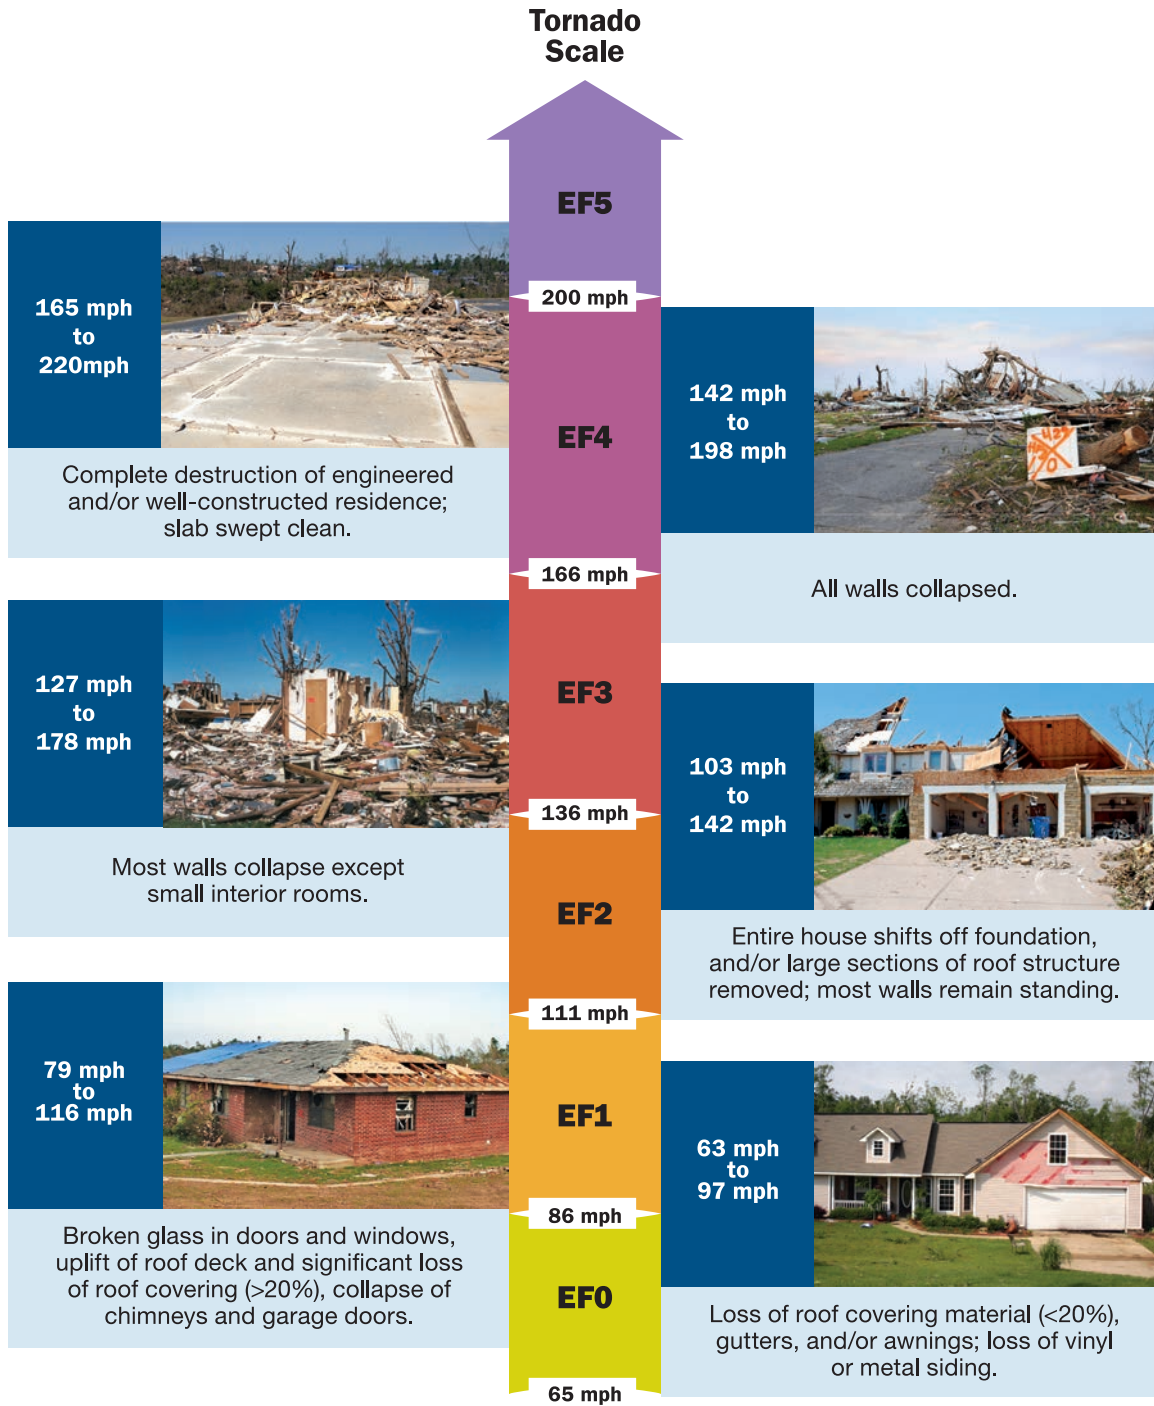 Tornado
Scale
EF5
200 mph
165 mph
to
220mph
Complete destruction of engineered
and/or well-constructed residence;
slab swept clean.
EF4
142 mph
to
198 mph
All walls collapsed.
166 mph
127 mph
to
178 mph
Most walls collapse except
small interior rooms.
EF3
136 mph
103 mph
to
142 mph
Entire house shifts off foundation,
and/or large sections of roof structure
removed; most walls remain standing.
EF2
111 mph
79 mph
to
116 mph
Broken glass in doors and windows,
uplift of roof deck and significant loss
of roof covering (>20%), collapse of
chimneys and garage doors.
EF1
86 mph
63 mph
to
97 mph
Loss of roof covering material (<20%),
gutters, and/or awnings; loss of vinyl
or metal siding.
EF0
65 mph